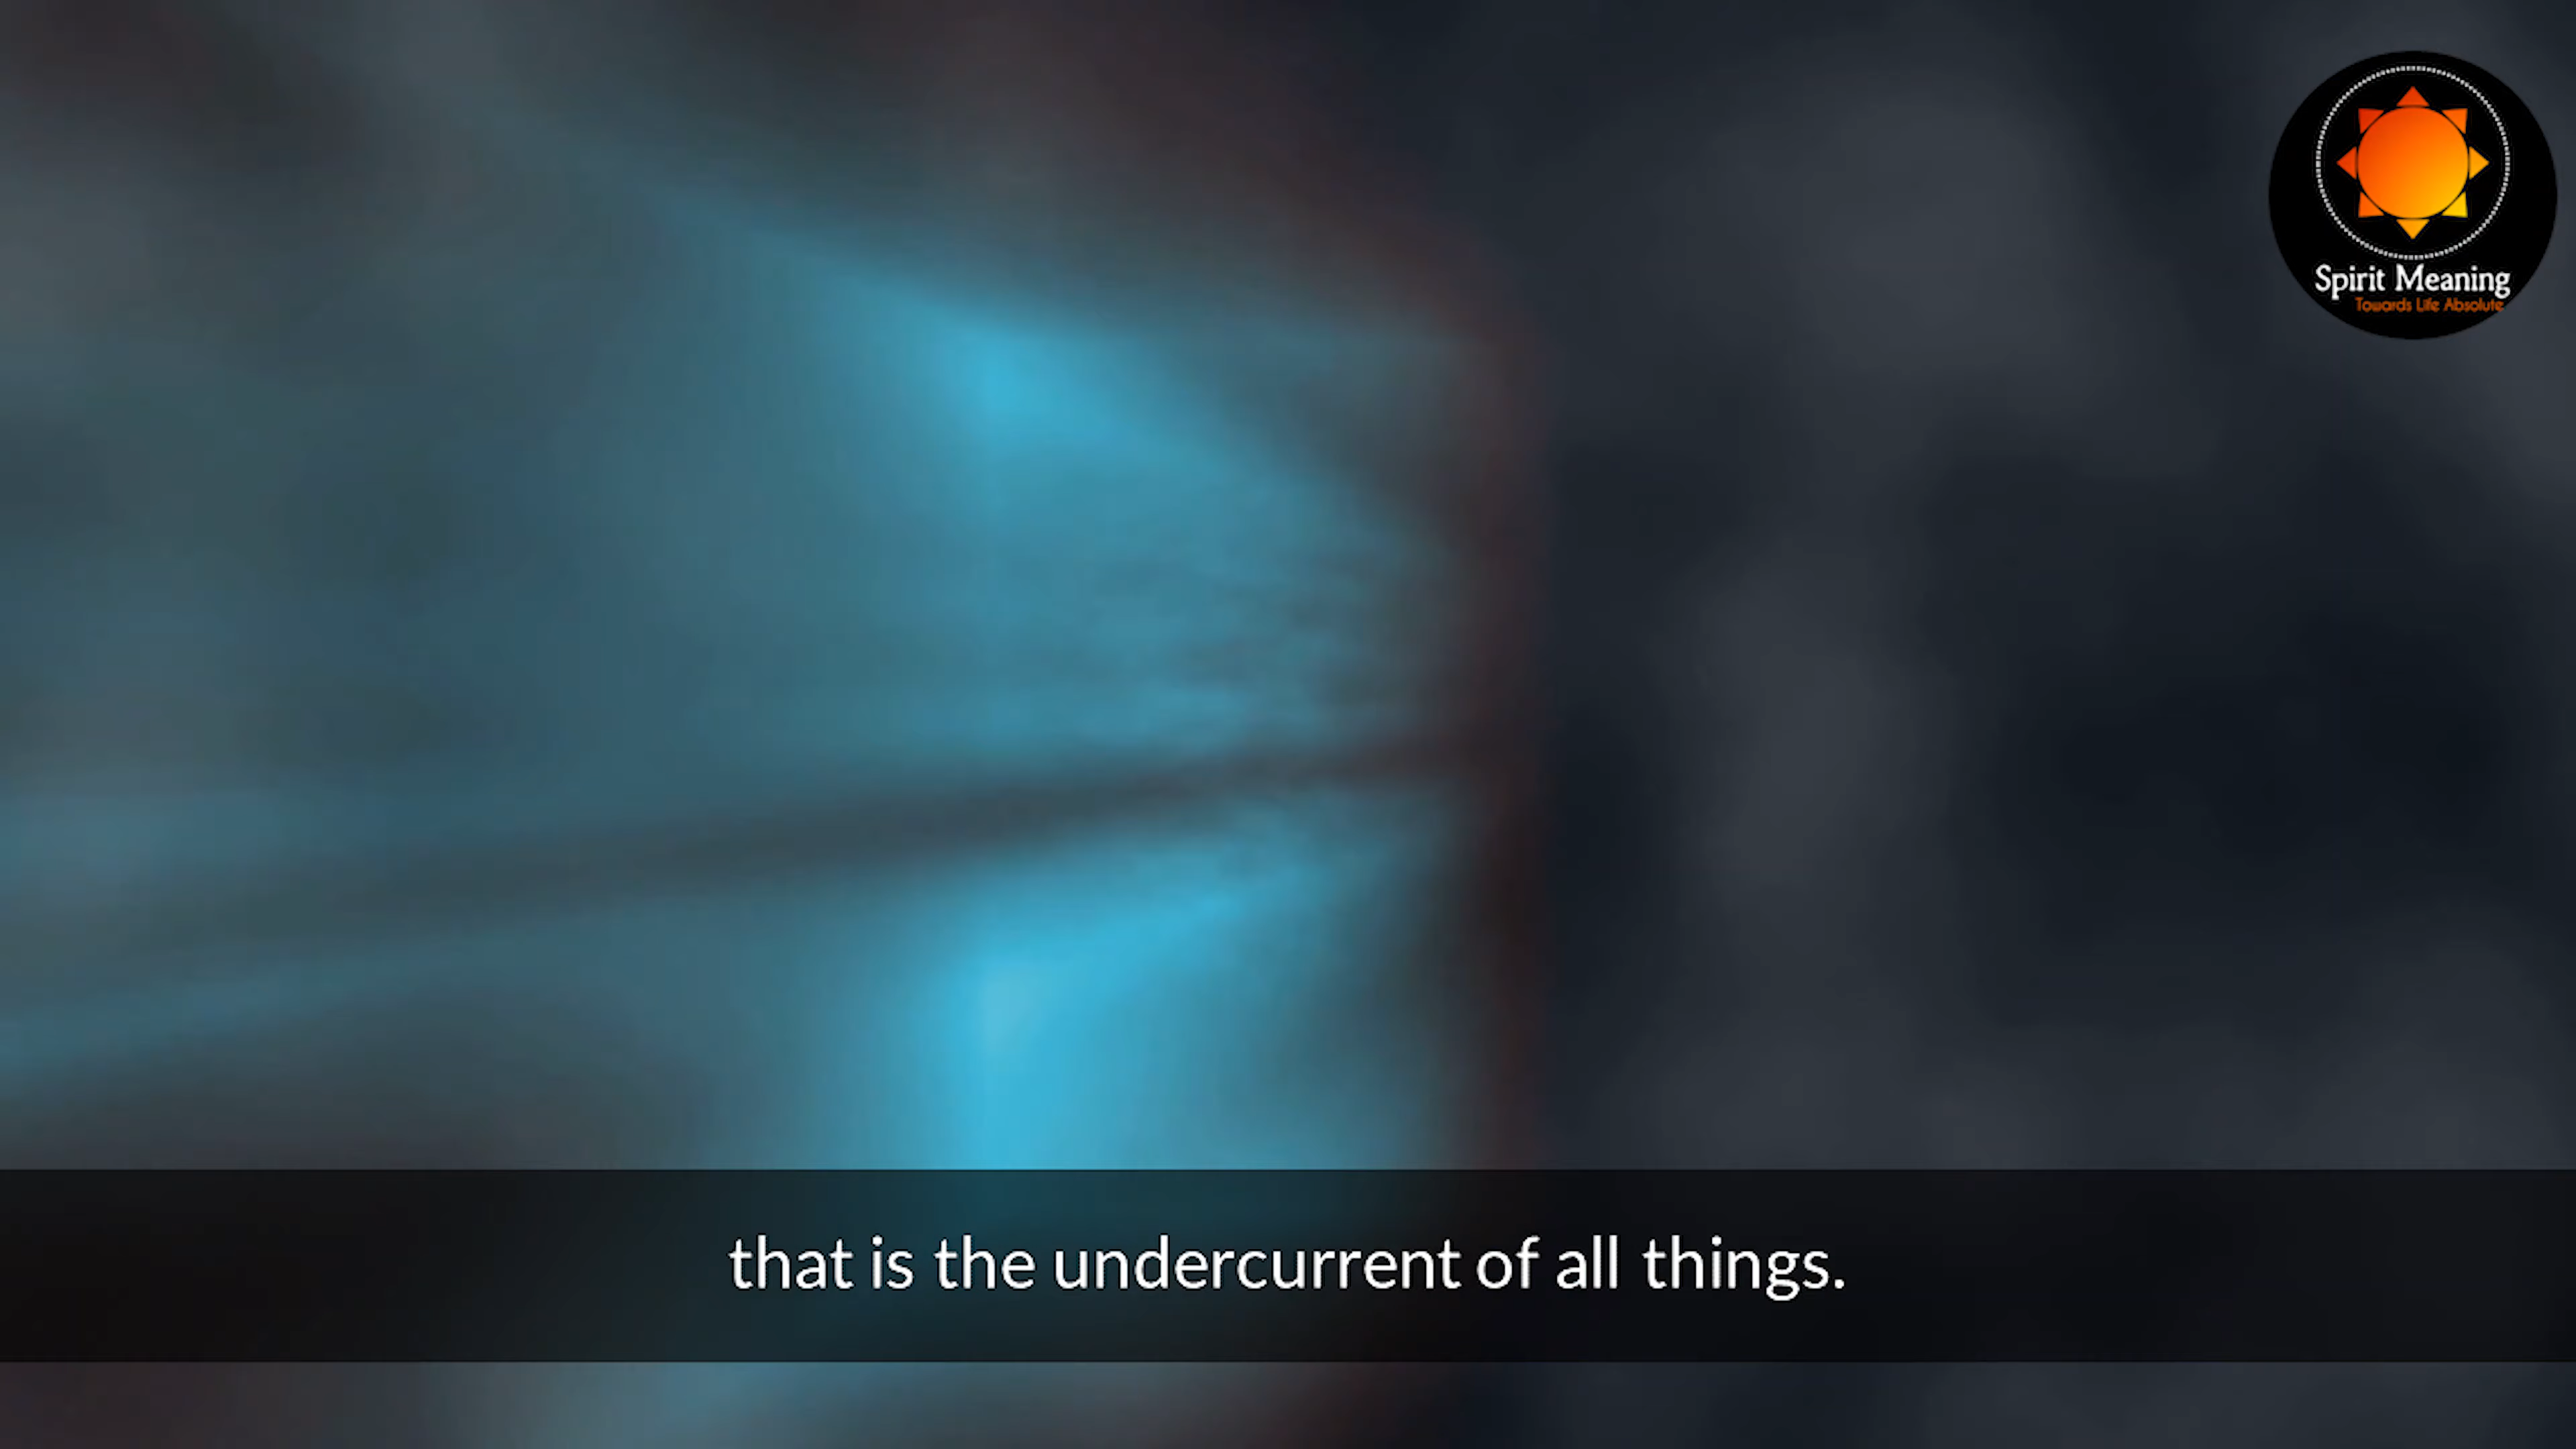 Spirit Meaning
Towards Life Absolute
that is the undercurrent of all things.